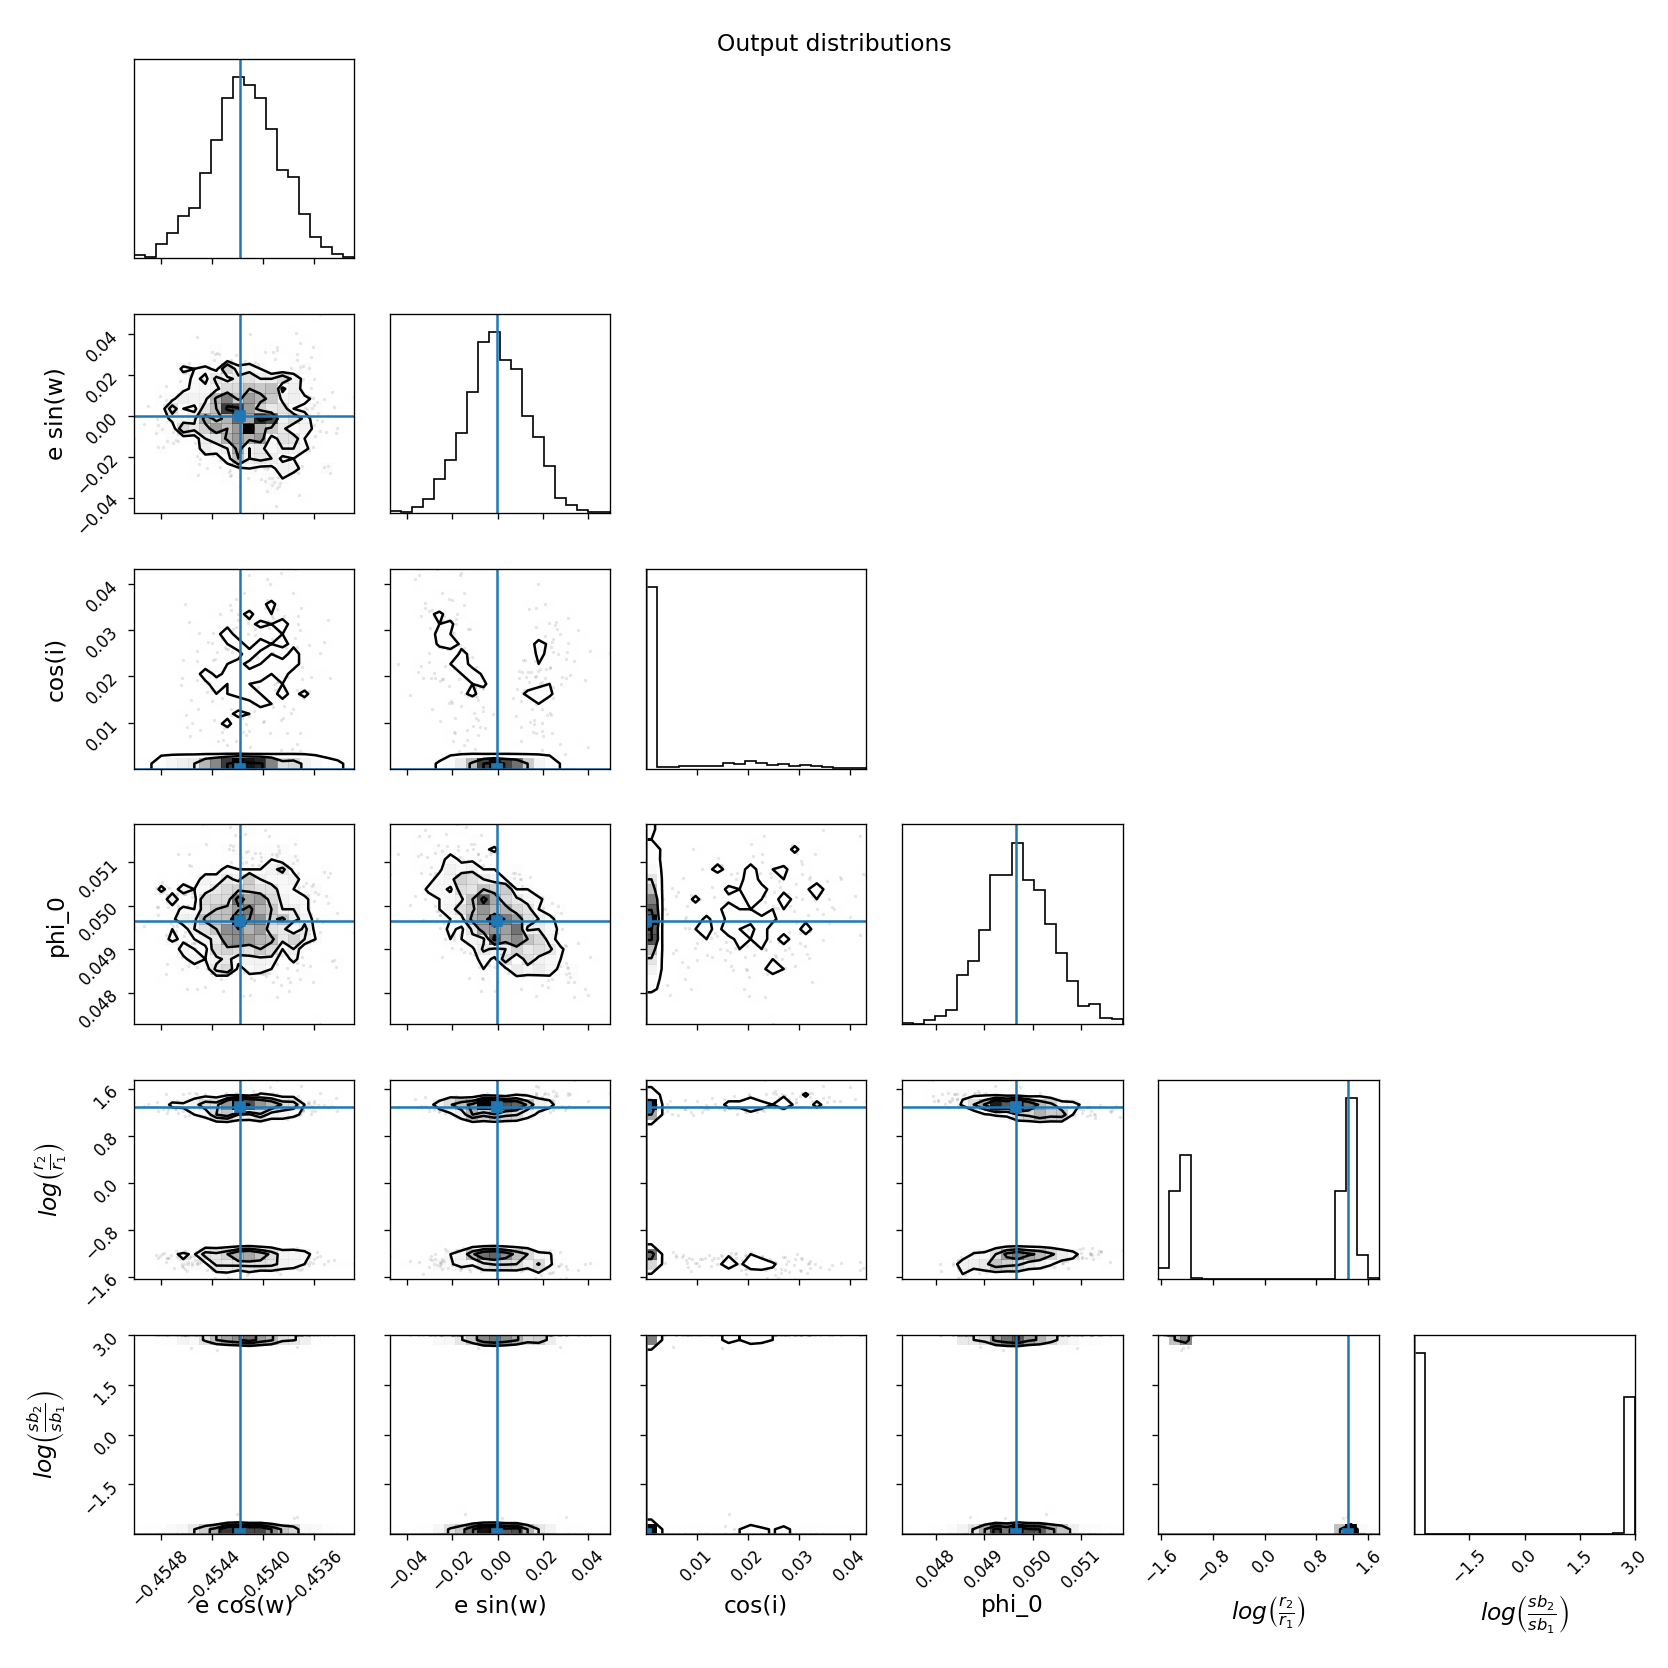 Output distributions
e sin(w)
0.04
0.02
0.00
−0.02
−0.04
cos(i)
0.04
0.03
0.02
0.01
phi_0
0.051
0.050
0.049
0.048
log(r₂/r₁)
1.6
0.8
0.0
−0.8
−1.6
log(sb₂/sb₁)
3.0
1.5
0.0
−1.5
−0.4548 −0.4544 −0.4540 −0.4536
e cos(w)
−0.04 −0.02 0.00 0.02 0.04
e sin(w)
0.01 0.02 0.03 0.04
cos(i)
0.048 0.049 0.050 0.051
phi_0
−1.6 −0.8 0.0 0.8 1.6
log(r₂/r₁)
−1.5 0.0 1.5 3.0
log(sb₂/sb₁)